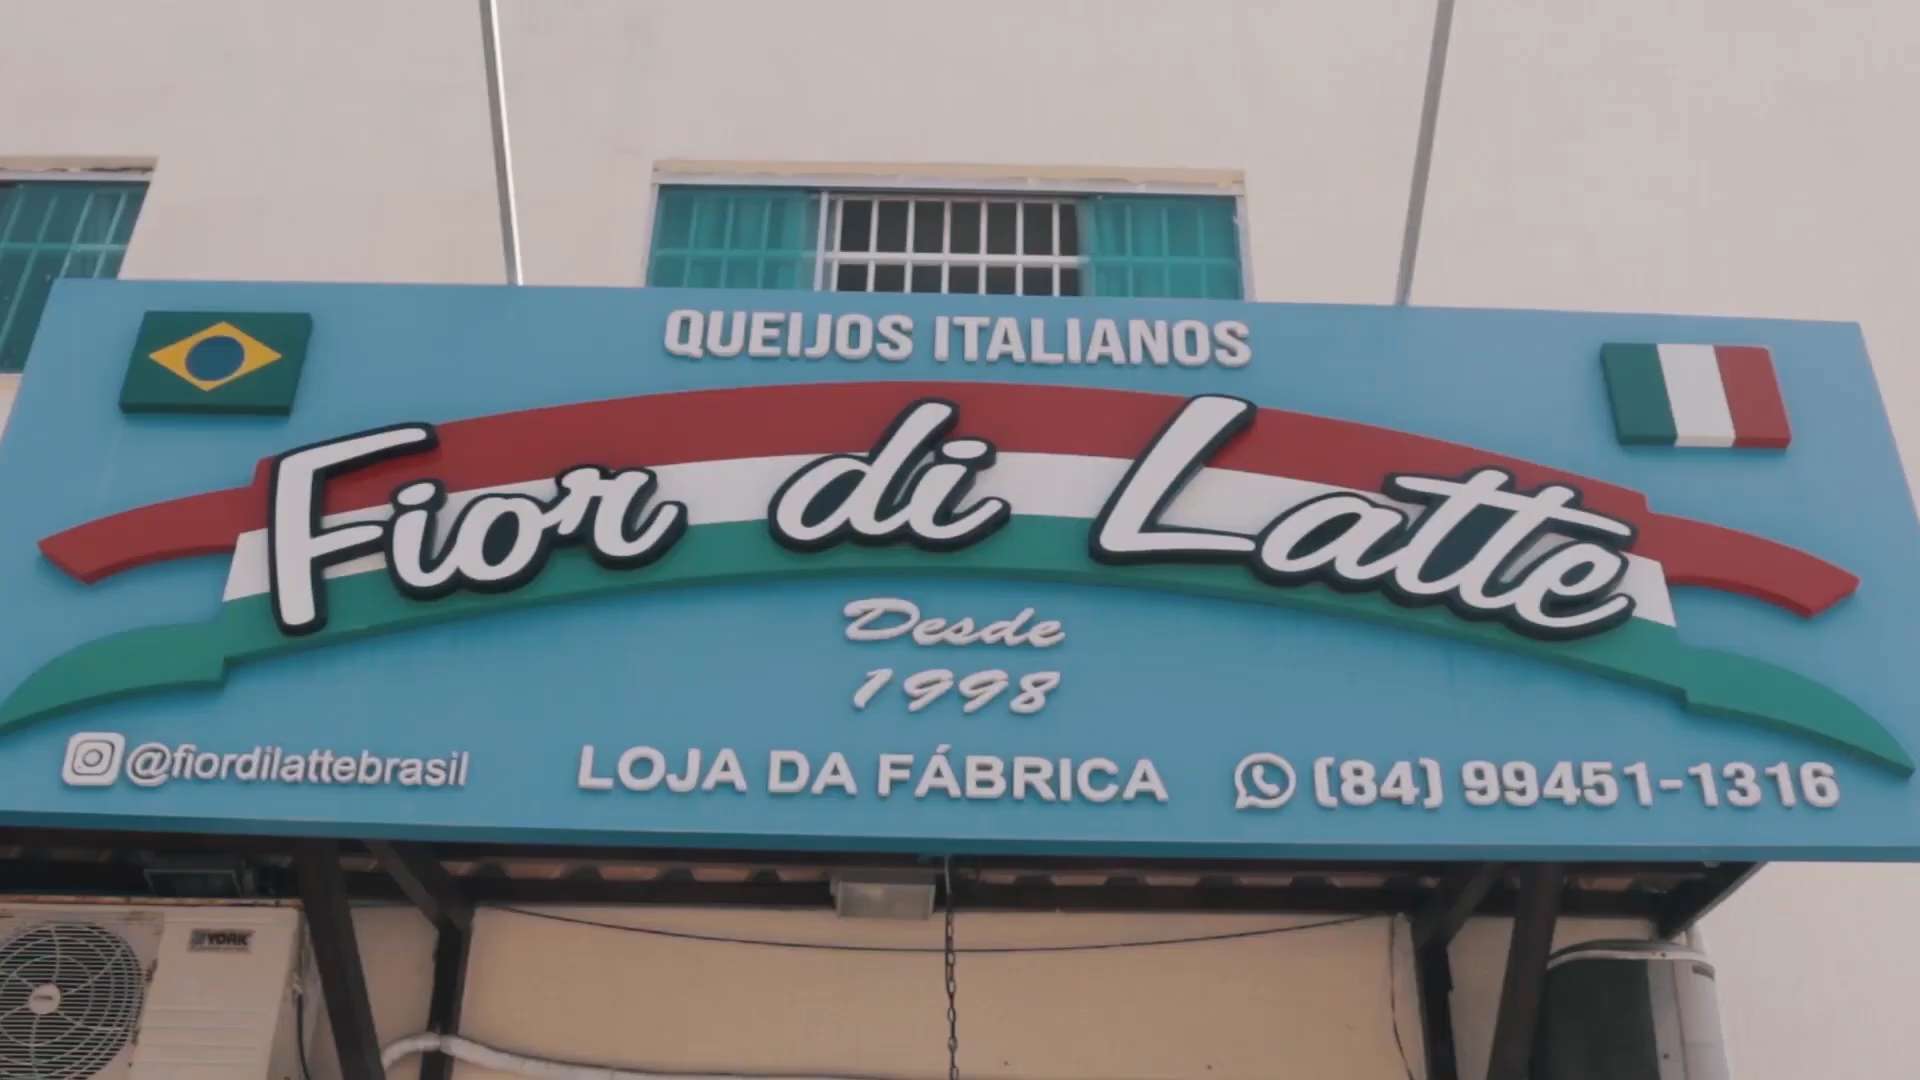 QUEIJOS ITALIANOS
Fior di Latte
Desde
1998
@fiordilattebrasil
LOJA DA FÁBRICA
(84) 99451-1316
YORK